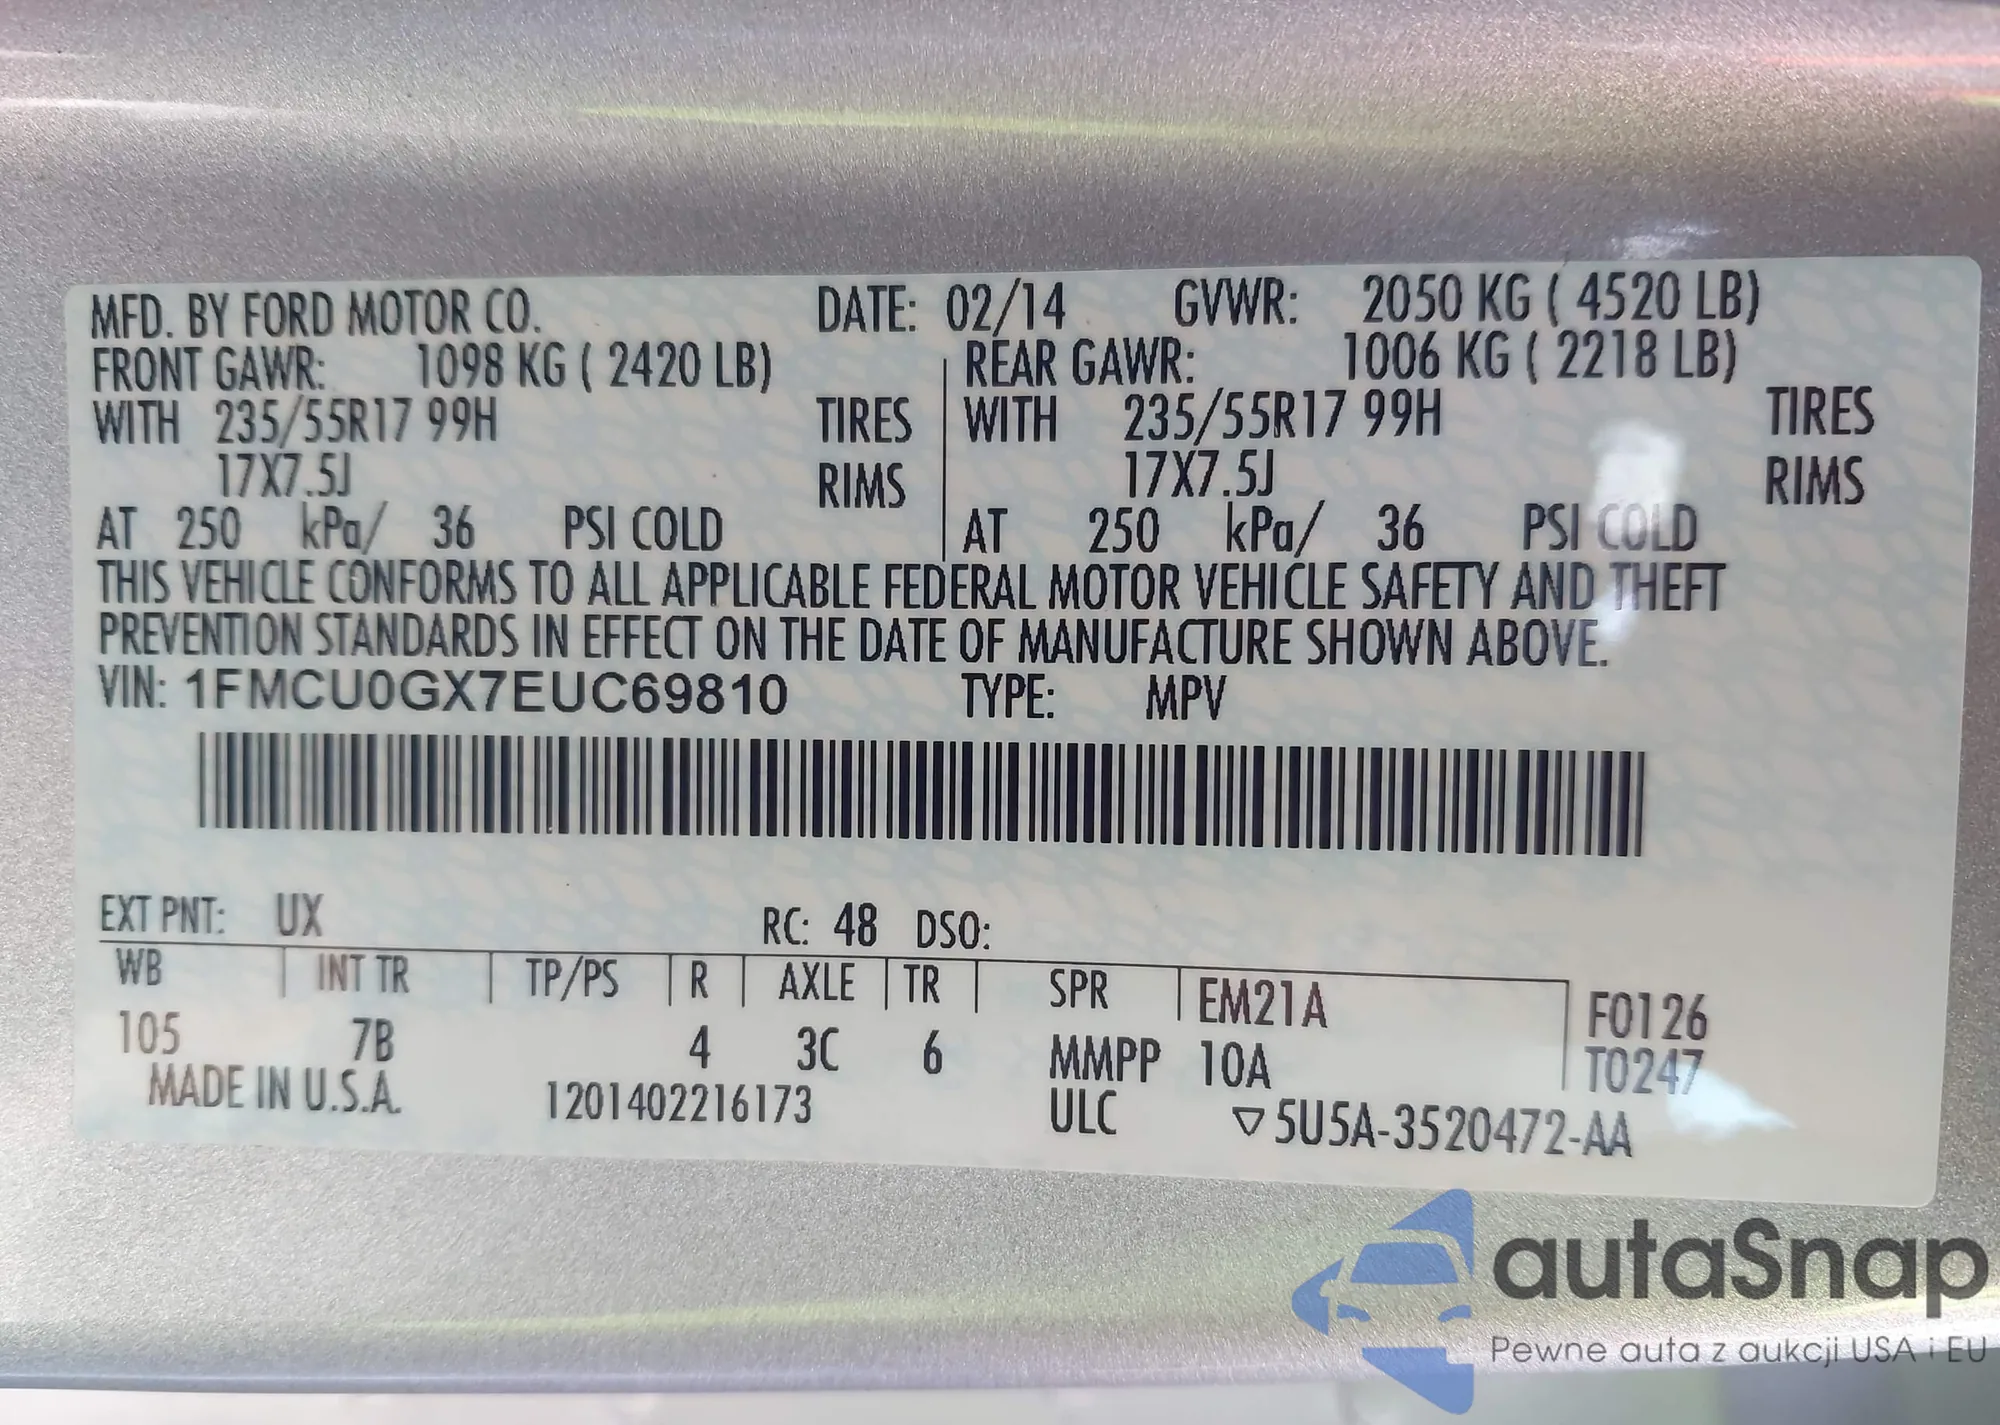 MFD. BY FORD MOTOR CO. DATE: 02/14 GVWR: 2050 KG ( 4520 LB)
FRONT GAWR: 1098 KG ( 2420 LB) REAR GAWR: 1006 KG ( 2218 LB)
WITH 235/55R17 99H TIRES WITH 235/55R17 99H TIRES
17X7.5J RIMS 17X7.5J RIMS
AT 250 kPa/ 36 PSI COLD AT 250 kPa/ 36 PSI COLD
THIS VEHICLE CONFORMS TO ALL APPLICABLE FEDERAL MOTOR VEHICLE SAFETY AND THEFT
PREVENTION STANDARDS IN EFFECT ON THE DATE OF MANUFACTURE SHOWN ABOVE.
VIN: 1FMCU0GX7EUC69810 TYPE: MPV
EXT PNT: UX RC: 48 DSO:
WB INT TR TP/PS R AXLE TR SPR EM21A F0126
105 7B 4 3C 6 MMPP 10A T0247
MADE IN U.S.A. 1201402216173 ULC ▽5U5A-3520472-AA
autaSnap
Pewne auta z aukcji USA i EU